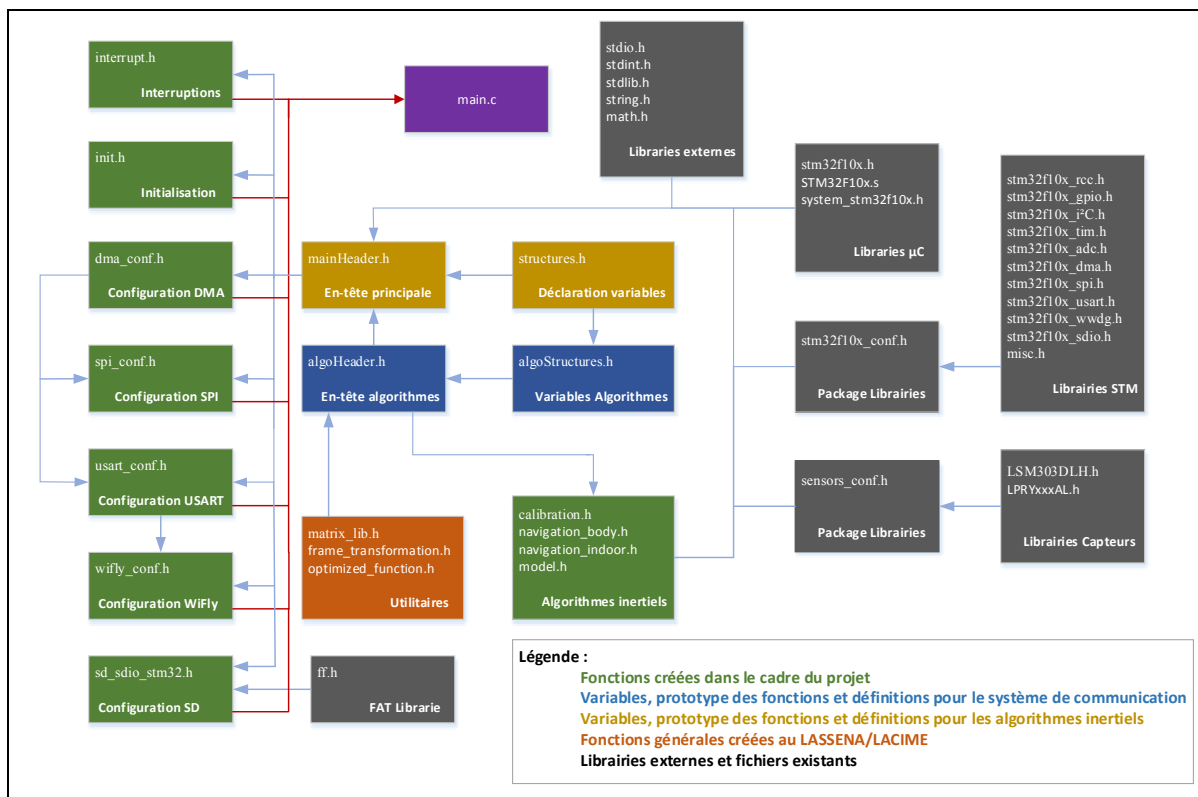 interrupt.h
Interruptions
init.h
Initialisation
dma_conf.h
Configuration DMA
spi_conf.h
Configuration SPI
usart_conf.h
Configuration USART
wifly_conf.h
Configuration WiFly
sd_sdio_stm32.h
Configuration SD
main.c
mainHeader.h
En-tête principale
structures.h
Déclaration variables
algoHeader.h
En-tête algorithmes
algoStructures.h
Variables Algorithmes
matrix_lib.h
frame_transformation.h
optimized_function.h
Utilitaires
calibration.h
navigation_body.h
navigation_indoor.h
model.h
Algorithmes inertiels
ff.h
FAT Librarie
stdio.h
stdint.h
stdlib.h
string.h
math.h
Libraries externes
stm32f10x.h
STM32F10x.s
system_stm32f10x.h
Libraries µC
stm32f10x_conf.h
Package Librairies
sensors_conf.h
Package Librairies
stm32f10x_rcc.h
stm32f10x_gpio.h
stm32f10x_i²C.h
stm32f10x_tim.h
stm32f10x_adc.h
stm32f10x_dma.h
stm32f10x_spi.h
stm32f10x_usart.h
stm32f10x_wwdg.h
stm32f10x_sdio.h
misc.h
Librairies STM
LSM303DLH.h
LPRYxxxAL.h
Librairies Capteurs
Légende :
Fonctions créées dans le cadre du projet
Variables, prototype des fonctions et définitions pour le système de communication
Variables, prototype des fonctions et définitions pour les algorithmes inertiels
Fonctions générales créées au LASSENA/LACIME
Librairies externes et fichiers existants